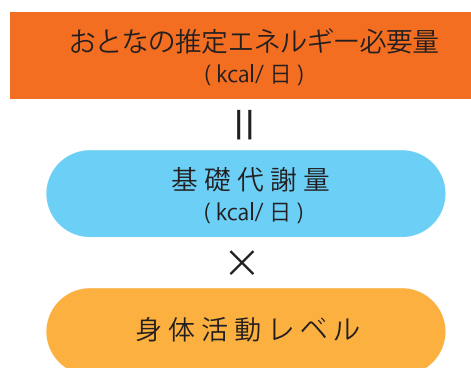 おとなの推定エネルギー必要量
( kcal/ 日 )
=
基礎代謝量
( kcal/ 日 )
×
身体活動レベル